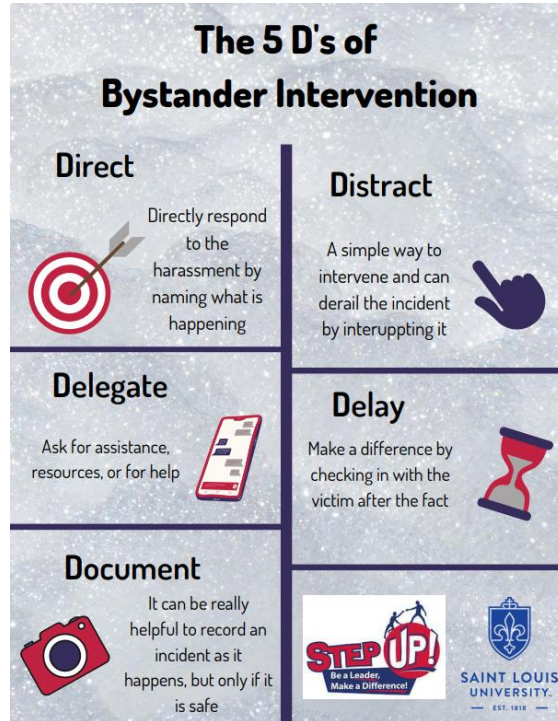 The 5 D's of
Bystander Intervention
Direct
Directly respond
to the
harassment by
naming what is
happening
Distract
A simple way to
intervene and can
derail the incident
by interuppting it
Delegate
Ask for assistance,
resources, or for help
Delay
Make a difference by
checking in with the
victim after the fact
Document
It can be really
helpful to record an
incident as it
happens, but only if it
is safe
STEP UP!
Be a Leader,
Make a Difference!
SAINT LOUIS
UNIVERSITY™
EST. 1818